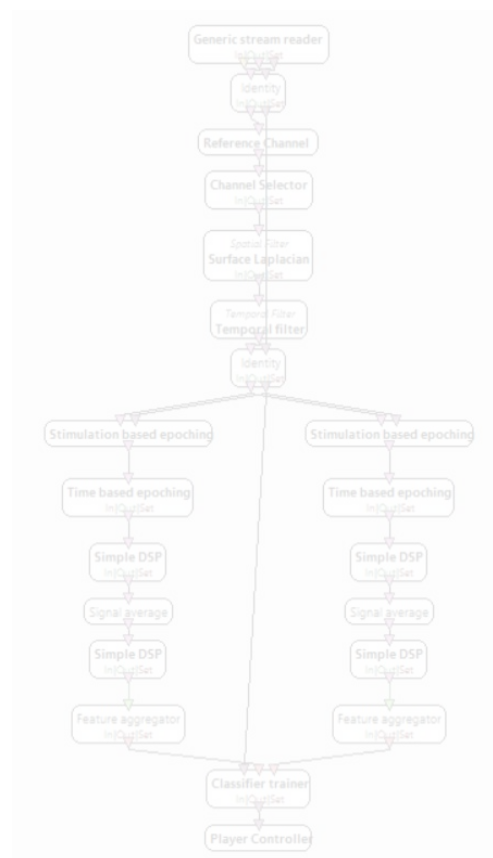 Generic stream reader
In|Out|Set
Identity
In|Out|Set
Reference Channel
Channel Selector
In|Out|Set
Spatial Filter
Surface Laplacian
In|Out|Set
Temporal Filter
Temporal filter
Identity
In|Out|Set
Stimulation based epoching
Stimulation based epoching
Time based epoching
In|Out|Set
Time based epoching
In|Out|Set
Simple DSP
In|Out|Set
Simple DSP
In|Out|Set
Signal average
Signal average
Simple DSP
In|Out|Set
Simple DSP
In|Out|Set
Feature aggregator
In|Out|Set
Feature aggregator
In|Out|Set
Classifier trainer
In|Out|Set
Player Controller